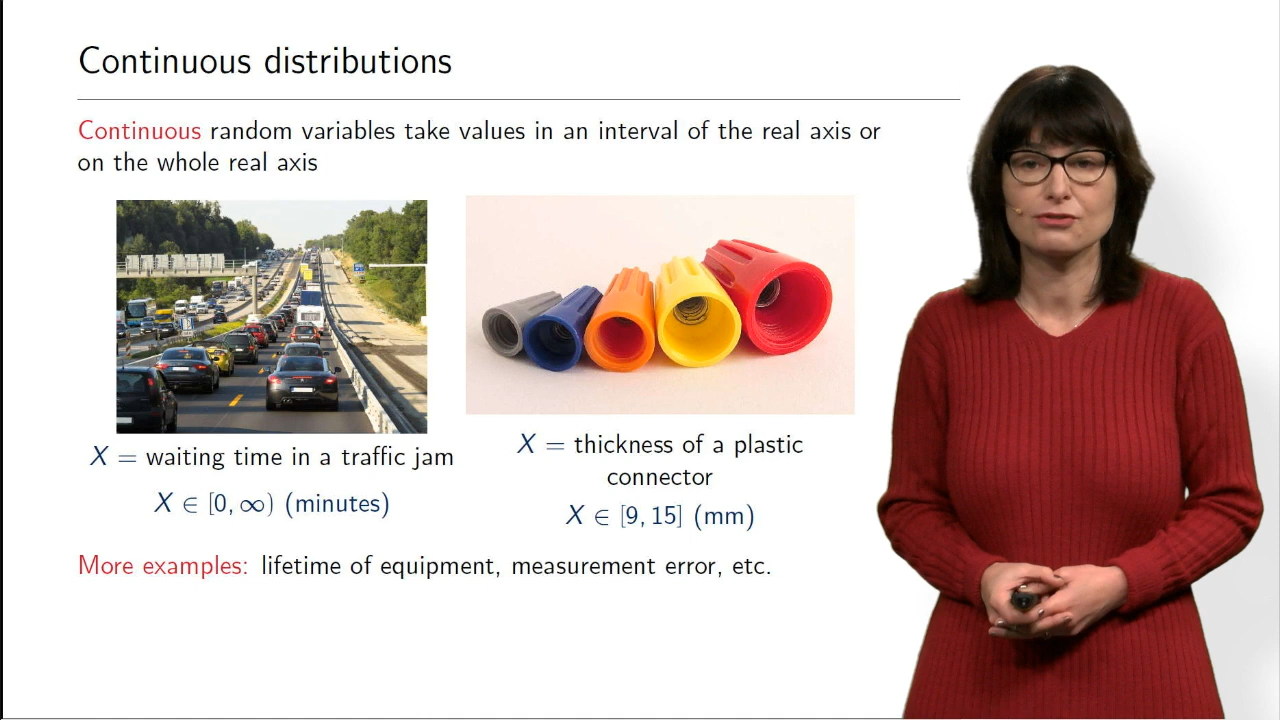 Continuous distributions
Continuous random variables take values in an interval of the real axis or
on the whole real axis
X = waiting time in a traffic jam
X ∈ [0, ∞) (minutes)
X = thickness of a plastic
connector
X ∈ [9, 15] (mm)
More examples: lifetime of equipment, measurement error, etc.